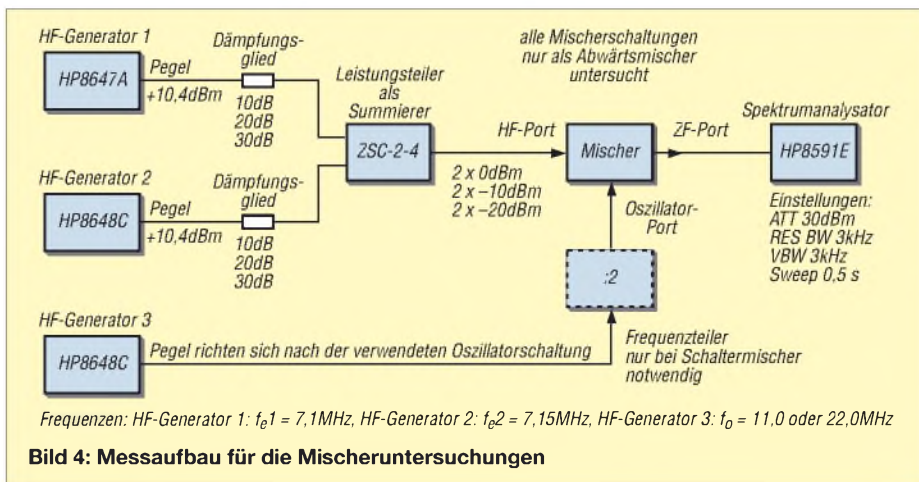 HF-Generator 1
HP8647A
Pegel
+10,4dBm
Dämpfungs-
glied
10dB
20dB
30dB
Leistungsteiler
als
Summierer
ZSC-2-4
alle Mischerschaltungen
nur als Abwärtsmischer
untersucht
HF-Port
2 x 0dBm
2 x –10dBm
2 x –20dBm
Mischer
ZF-Port
Spektrumanalysator
HP8591E
Einstellungen:
ATT 30dBm
RES BW 3kHz
VBW 3kHz
Sweep 0,5 s
HF-Generator 2
HP8648C
Pegel
+10,4dBm
Dämpfungs-
glied
10dB
20dB
30dB
Oszillator-
Port
:2
Frequenzteiler
nur bei Schaltermischer
notwendig
HF-Generator 3
HP8648C
Pegel richten sich nach der verwendeten Oszillatorschaltung
Frequenzen: HF-Generator 1: fe1 = 7,1MHz, HF-Generator 2: fe2 = 7,15MHz, HF-Generator 3: fo = 11,0 oder 22,0MHz
Bild 4: Messaufbau für die Mischeruntersuchungen